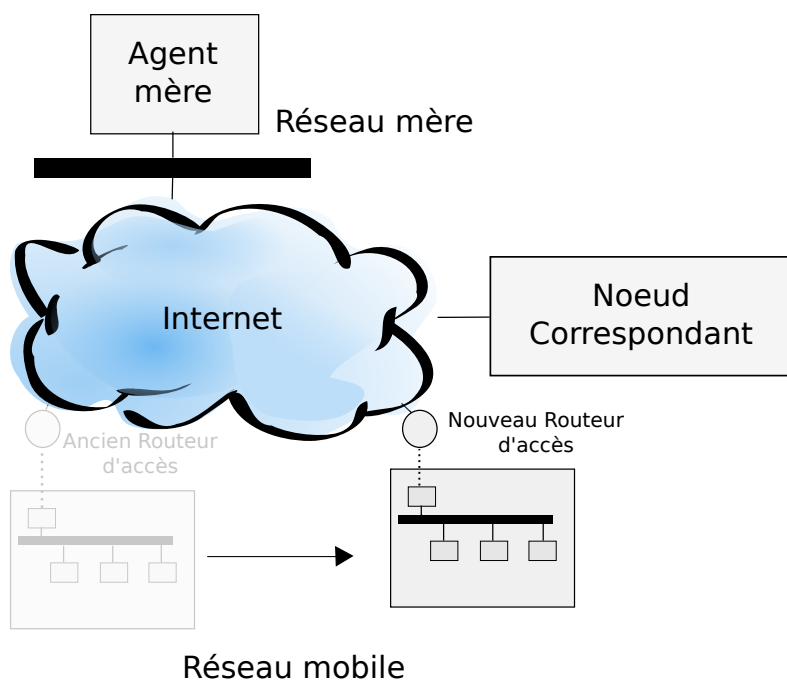 Agent
mère
Réseau mère
Internet
Noeud
Correspondant
Ancien Routeur
d'accès
Nouveau Routeur
d'accès
Réseau mobile